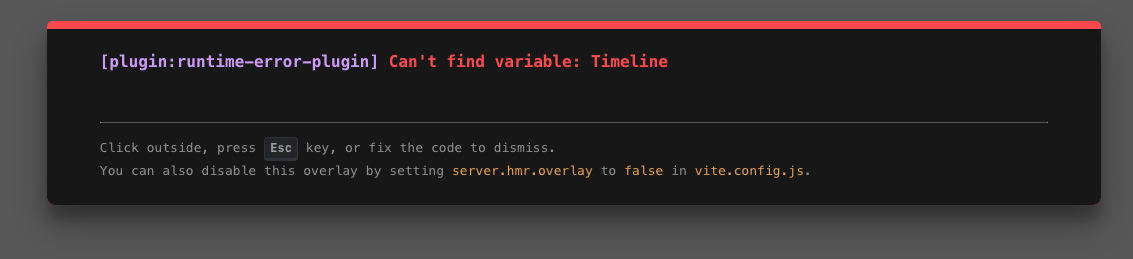 [plugin:runtime-error-plugin] Can't find variable: Timeline
Click outside, press Esc key, or fix the code to dismiss.
You can also disable this overlay by setting server.hmr.overlay to false in vite.config.js.